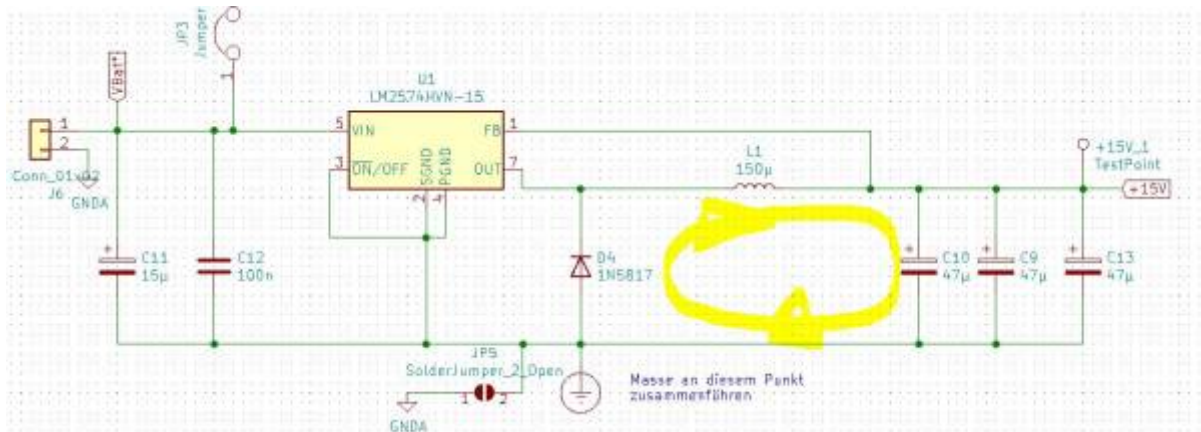 JP3
Jumper
1
VBat*
U1
LM2574HVN-15
1
2
Conn_01x02
J6
GNDA
5
VIN
FB
1
3
ON/OFF
SGND
PGND
OUT
7
2
4
L1
150µ
+15V_1
TestPoint
+15V
+
C11
15µ
C12
100n
D4
1N5817
+
C10
47µ
+
C9
47µ
+
C13
47µ
JP5
SolderJumper_2_Open
1
2
GNDA
Masse an diesem Punkt
zusammenführen